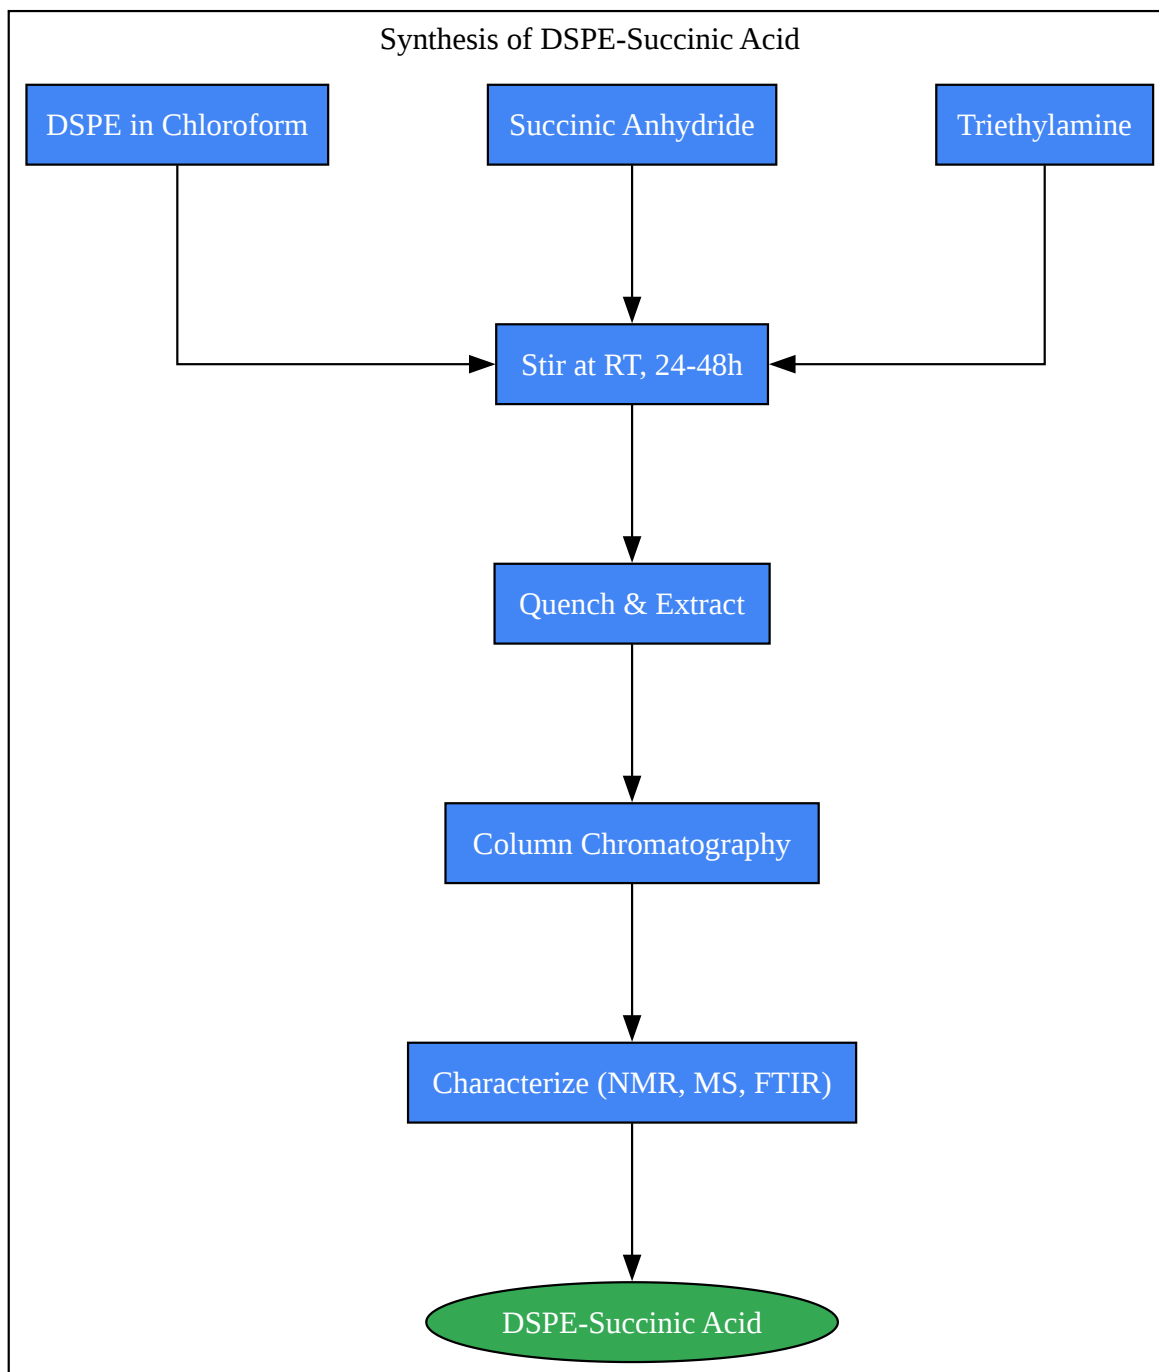 Synthesis of DSPE-Succinic Acid
DSPE in Chloroform
Succinic Anhydride
Triethylamine
Stir at RT, 24-48h
Quench & Extract
Column Chromatography
Characterize (NMR, MS, FTIR)
DSPE-Succinic Acid